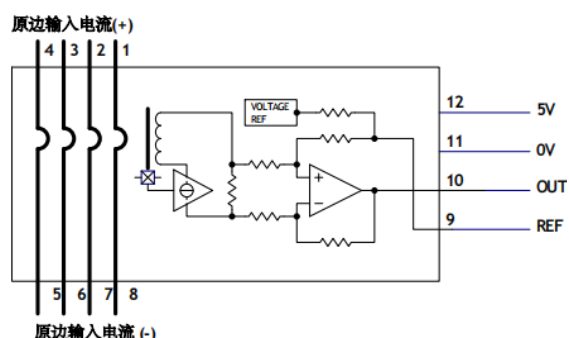 原边输入电流(+)
4 3 2 1
VOLTAGE
REF
12 5V
11 0V
+
10 OUT
−
9 REF
5 6 7 8
原边输入电流 (-)